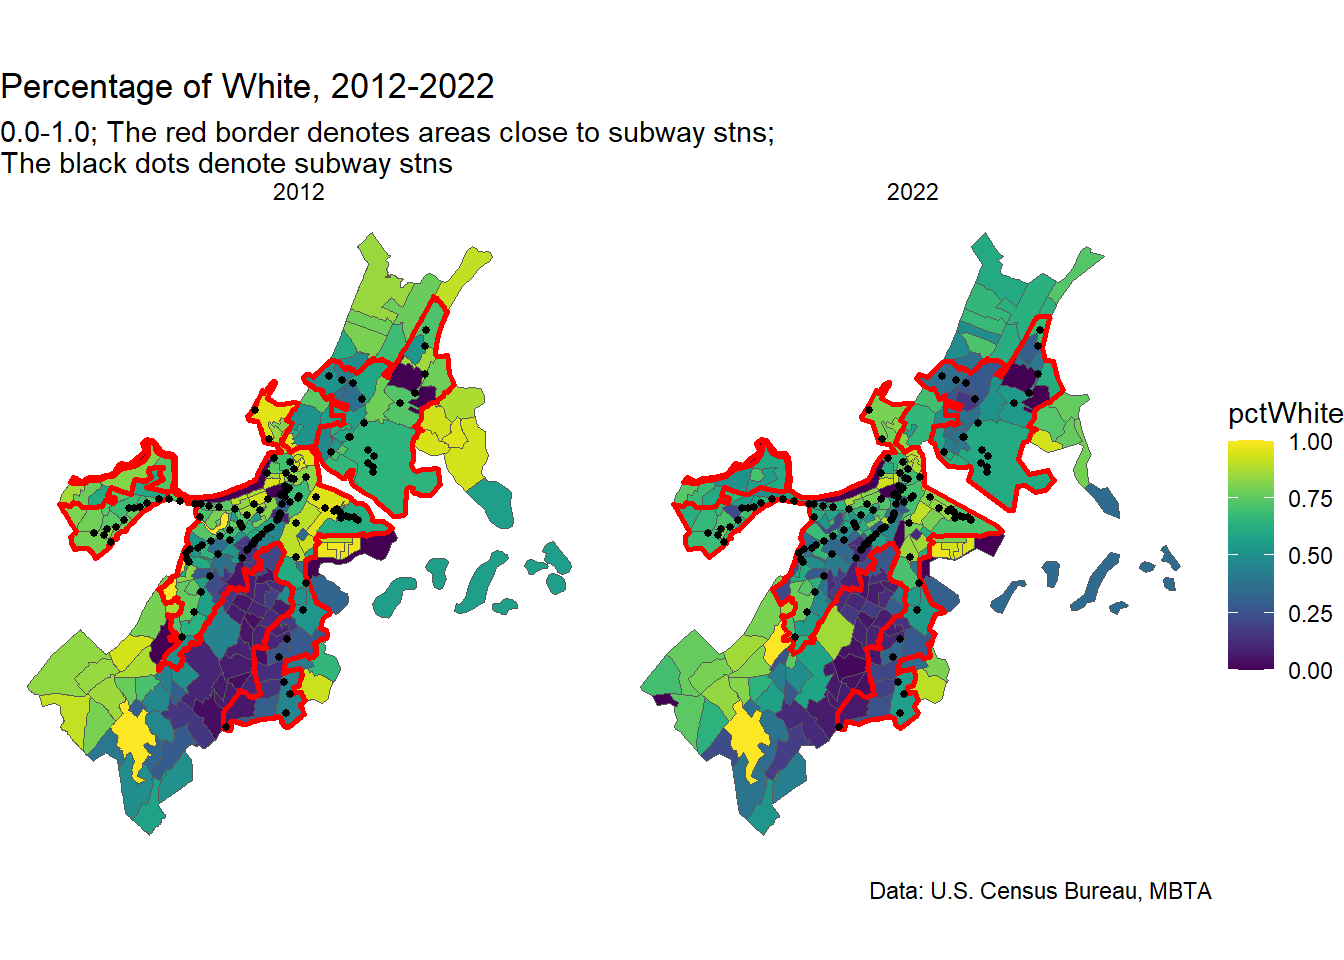 Percentage of White, 2012-2022
0.0-1.0; The red border denotes areas close to subway stns;
The black dots denote subway stns
2012
2022
pctWhite
1.00
0.75
0.50
0.25
0.00
Data: U.S. Census Bureau, MBTA